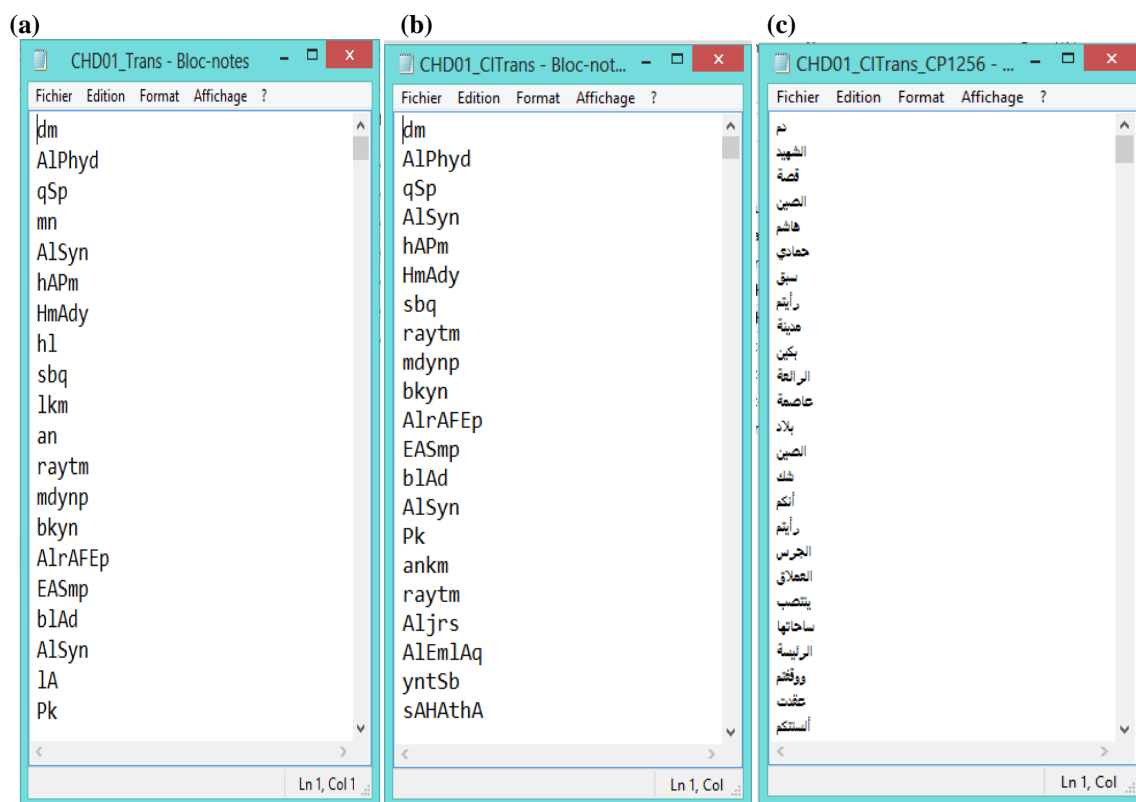 (a)
CHD01_Trans - Bloc-notes
Fichier Edition Format Affichage ?
dm
AlPhyd
qSp
mn
AlSyn
hAPm
HmAdy
hl
sbq
lkm
an
raytm
mdynp
bkyn
AlrAFEp
EASmp
blAd
AlSyn
lA
Pk
Ln 1, Col 1
(b)
CHD01_ClTrans - Bloc-not...
Fichier Edition Format Affichage ?
dm
AlPhyd
qSp
AlSyn
hAPm
HmAdy
sbq
raytm
mdynp
bkyn
AlrAFEp
EASmp
blAd
AlSyn
Pk
ankm
raytm
Aljrs
AlEmlAq
yntSb
sAHAthA
Ln 1, Col
(c)
CHD01_ClTrans_CP1256 - ...
Fichier Edition Format Affichage ?
دم
الشهيد
قصة
الصين
هاشم
حمادي
سبق
رأيتم
مدينة
بكين
الرائعة
عاصمة
بلاد
الصين
شك
أنكم
رأيتم
الجرس
العملاق
ينتصب
ساحاتها
الرئيسة
ووقفتم
عقدت
ألسنتكم
Ln 1, Col